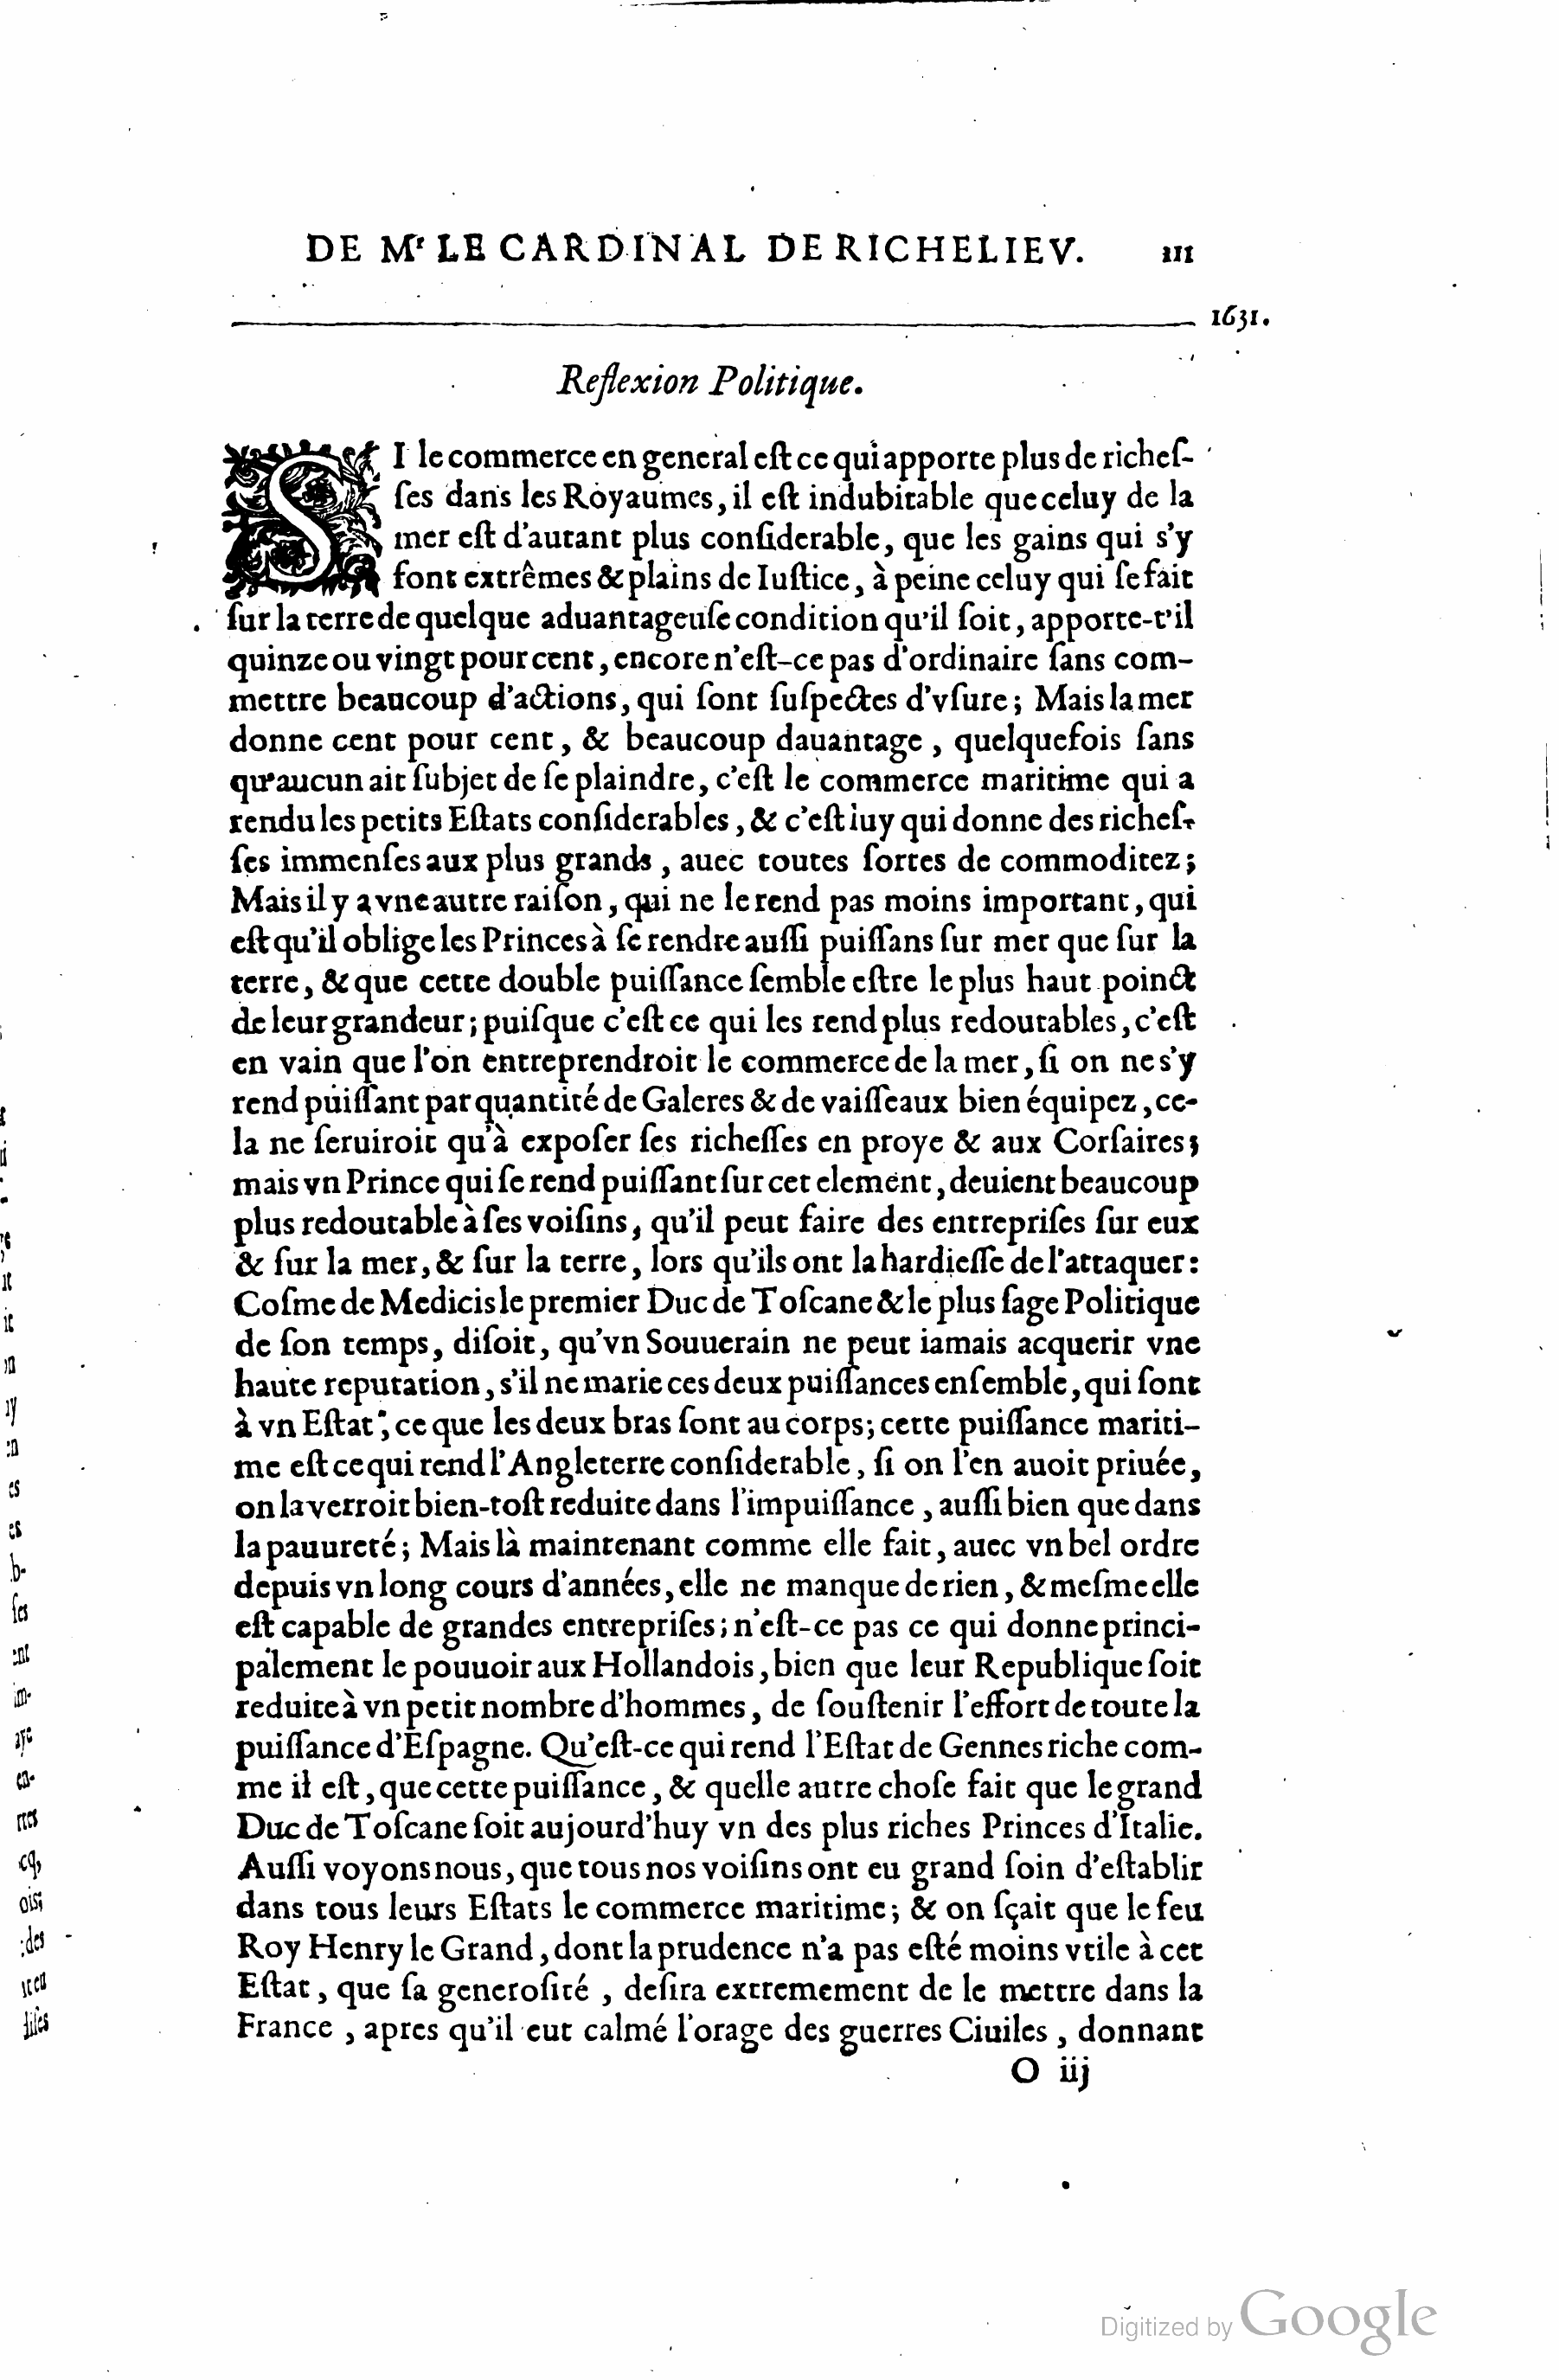 DE Mr LE CARDINAL DE RICHELIEV. 111
1631.
Reflexion Politique.
SI le commerce en general eſt ce qui apporte plus de richeſ-
ſes dans les Royaumes, il eſt indubitable que celuy de la
mer eſt d'autant plus conſiderable, que les gains qui s'y
font extrêmes & plains de Iuſtice, à peine celuy qui ſe fait
ſur la terre de quelque aduantageuſe condition qu'il ſoit, apporte-t'il
quinze ou vingt pour cent, encore n'eſt-ce pas d'ordinaire ſans com-
mettre beaucoup d'actions, qui ſont ſuſpectes d'vſure; Mais la mer
donne cent pour cent, & beaucoup dauantage, quelquefois ſans
qu'aucun ait ſubjet de ſe plaindre, c'eſt le commerce maritime qui a
rendu les petits Eſtats conſiderables, & c'eſt luy qui donne des richeſ-
ſes immenſes aux plus grands, auec toutes ſortes de commoditez;
Mais il y a vne autre raiſon, qui ne le rend pas moins important, qui
eſt qu'il oblige les Princes à ſe rendre auſſi puiſſans ſur mer que ſur la
terre, & que cette double puiſſance ſemble eſtre le plus haut poinct
de leur grandeur; puiſque c'eſt ce qui les rend plus redoutables, c'eſt
en vain que l'on entreprendroit le commerce de la mer, ſi on ne s'y
rend puiſſant par quantité de Galeres & de vaiſſeaux bien équipez, ce-
la ne ſeruiroit qu'à expoſer ſes richeſſes en proye & aux Corſaires;
mais vn Prince qui ſe rend puiſſant ſur cet element, deuient beaucoup
plus redoutable à ſes voiſins, qu'il peut faire des entrepriſes ſur eux
& ſur la mer, & ſur la terre, lors qu'ils ont la hardieſſe de l'attaquer:
Coſme de Medicis le premier Duc de Toſcane & le plus ſage Politique
de ſon temps, diſoit, qu'vn Souuerain ne peut iamais acquerir vne
haute reputation, s'il ne marie ces deux puiſſances enſemble, qui ſont
à vn Eſtat, ce que les deux bras ſont au corps; cette puiſſance mariti-
me eſt ce qui rend l'Angleterre conſiderable, ſi on l'en auoit priuée,
on la verroit bien-toſt reduite dans l'impuiſſance, auſſi bien que dans
la pauureté; Mais là maintenant comme elle fait, auec vn bel ordre
depuis vn long cours d'années, elle ne manque de rien, & meſme elle
eſt capable de grandes entrepriſes; n'eſt-ce pas ce qui donne princi-
palement le pouuoir aux Hollandois, bien que leur Republique ſoit
reduite à vn petit nombre d'hommes, de ſouſtenir l'effort de toute la
puiſſance d'Eſpagne. Qu'eſt-ce qui rend l'Eſtat de Gennes riche com-
me il eſt, que cette puiſſance, & quelle autre choſe fait que le grand
Duc de Toſcane ſoit aujourd'huy vn des plus riches Princes d'Italie.
Auſſi voyons nous, que tous nos voiſins ont eu grand ſoin d'eſtablir
dans tous leurs Eſtats le commerce maritime; & on ſçait que le feu
Roy Henry le Grand, dont la prudence n'a pas eſté moins vtile à cet
Eſtat, que ſa generoſité, deſira extremement de le mettre dans la
France, apres qu'il eut calmé l'orage des guerres Ciuiles, donnant
O iij
Digitized by Google